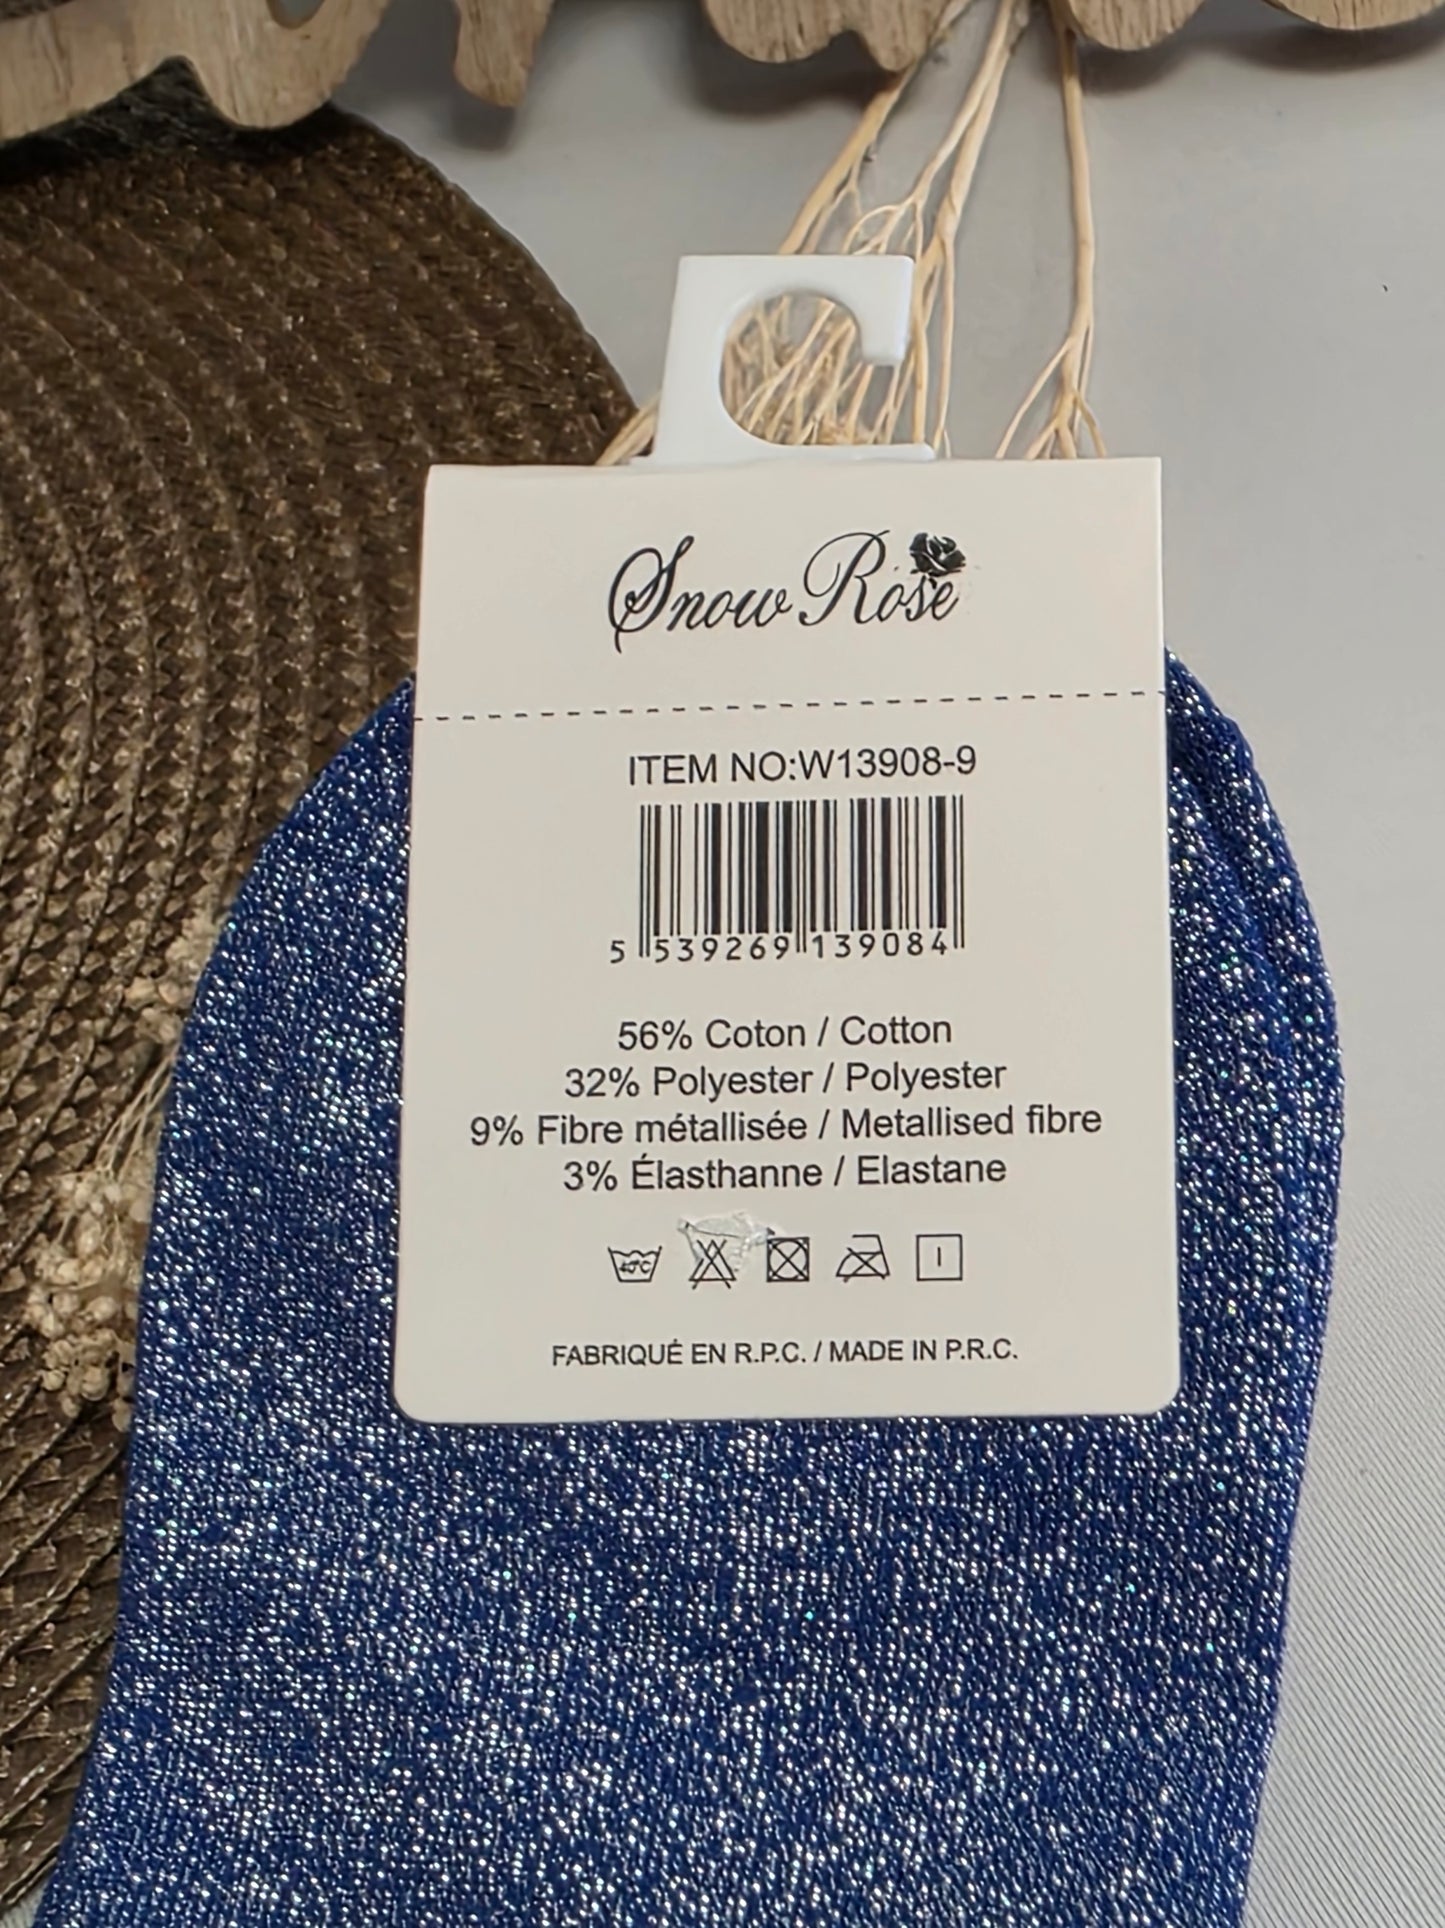 Snow Rose
ITEM NO:W13908-9
5 539269 139084
56% Coton / Cotton
32% Polyester / Polyester
9% Fibre métallisée / Metallised fibre
3% Élasthanne / Elastane
40°C
FABRIQUÉ EN R.P.C. / MADE IN P.R.C.